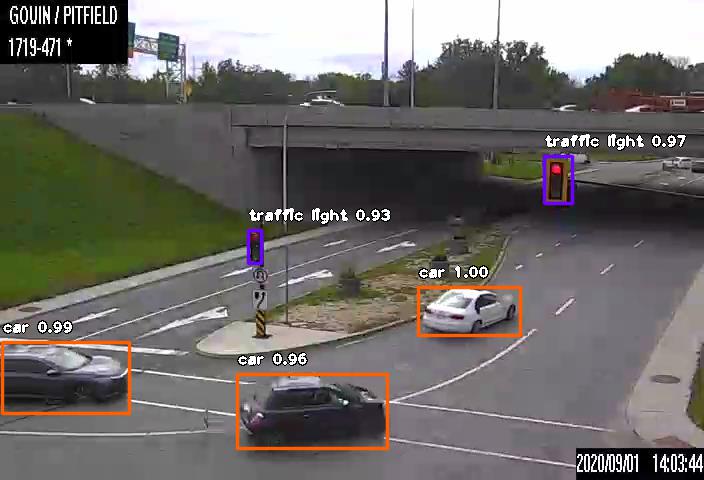 GOUIN / PITFIELD
1719-471 *
traffic light 0.97
traffic light 0.93
car 1.00
car 0.99
car 0.96
2020/09/01 14:03:44